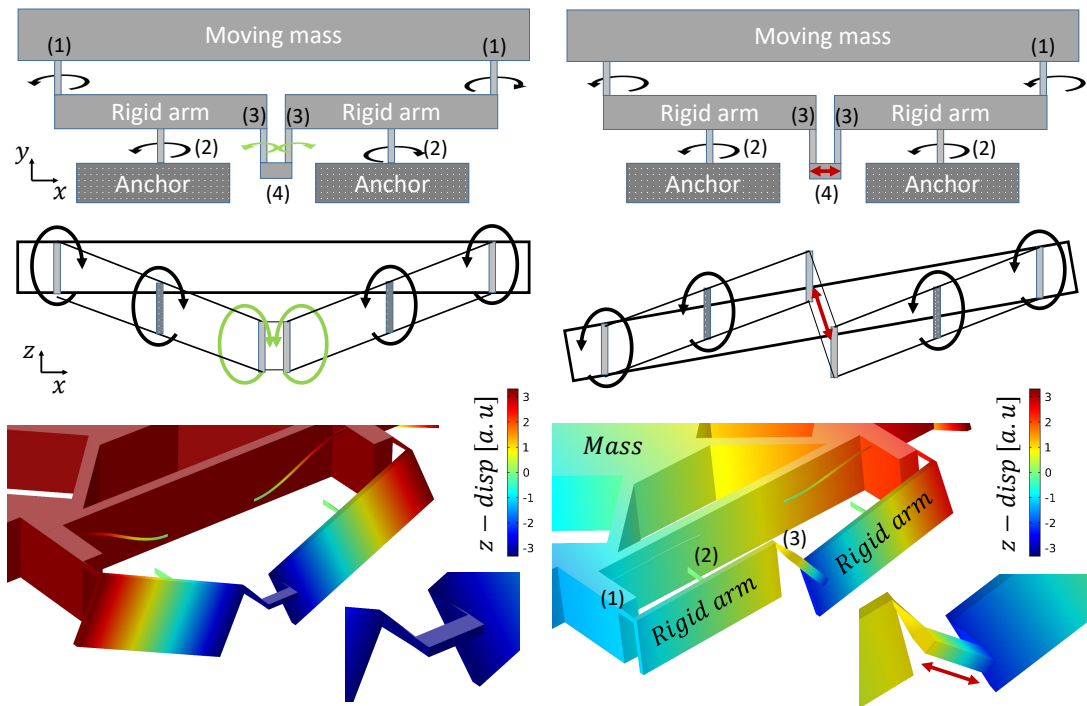 Moving mass
(1) (1)
Rigid arm (3) (3) Rigid arm
(2) (2)
y
x
Anchor (4) Anchor
Moving mass
(1)
Rigid arm (3) (3) Rigid arm
(2) (2)
y
x
Anchor (4) Anchor
z
x
z
x
z − disp [a.u]
3
2
1
0
-1
-2
-3
Mass
(1)
(2)
(3)
Rigid arm
Rigid arm
z − disp [a.u]
3
2
1
0
-1
-2
-3